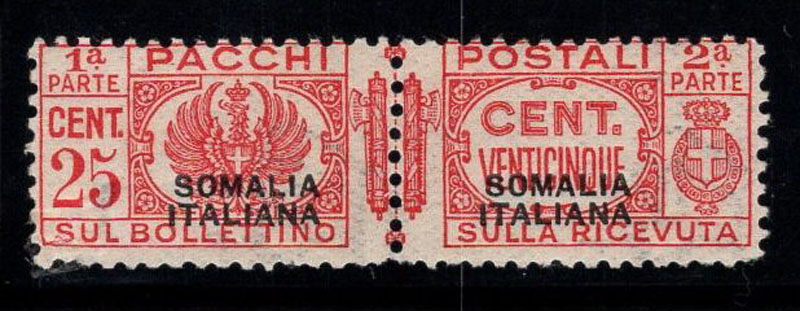 1ª PARTE PACCHI POSTALI 2ª PARTE
CENT. 25 CENT. VENTICINQUE
SOMALIA ITALIANA SOMALIA ITALIANA
SUL BOLLETTINO SULLA RICEVUTA